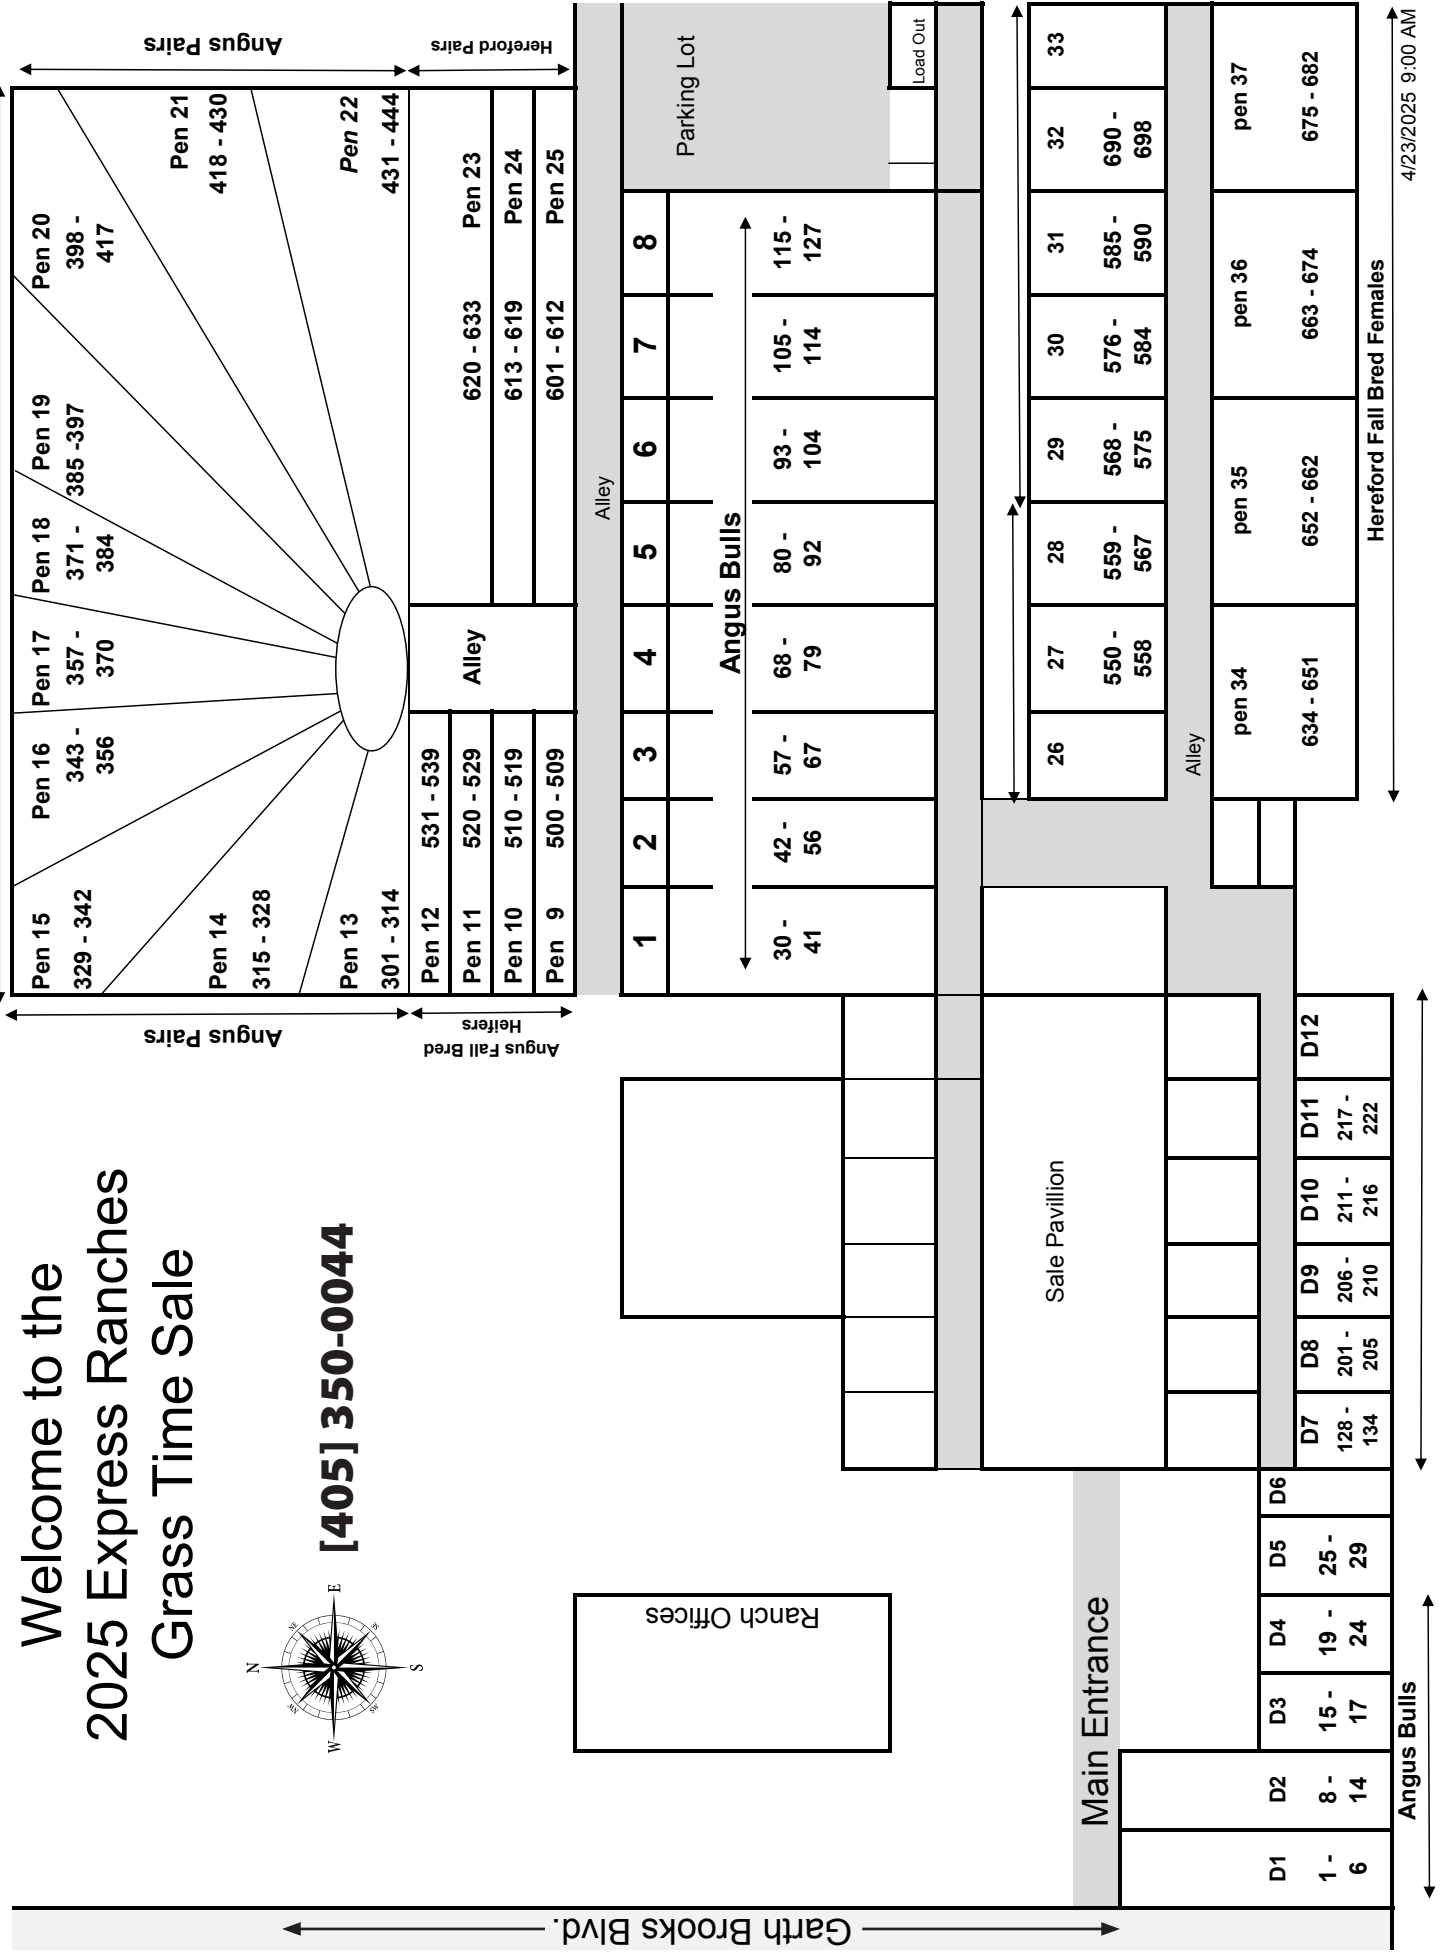 Welcome to the
2025 Express Ranches
Grass Time Sale
[405] 350-0044
N
NE
E
SE
S
SW
W
NW
Angus Pairs
Pen 15
329 - 342
Pen 14
315 - 328
Pen 13
301 - 314
Pen 16
343 -
356
Pen 17
357 -
370
Pen 18
371 -
384
Pen 19
385 -397
Pen 20
398 -
417
Pen 21
418 - 430
Pen 22
431 - 444
Angus Pairs
Hereford Pairs
Angus Fall Bred
Heifers
Pen 12 531 - 539
Pen 11 520 - 529
Pen 10 510 - 519
Pen 9 500 - 509
Alley
620 - 633 Pen 23
613 - 619 Pen 24
601 - 612 Pen 25
Alley
1
2
3
4
5
6
7
8
Angus Bulls
30 -
41
42 -
56
57 -
67
68 -
79
80 -
92
93 -
104
105 -
114
115 -
127
Parking Lot
Load Out
Ranch Offices
Sale Pavillion
Main Entrance
Garth Brooks Blvd.
26
27
550 -
558
28
559 -
567
29
568 -
575
30
576 -
584
31
585 -
590
32
690 -
698
33
Alley
pen 34
634 - 651
pen 35
652 - 662
pen 36
663 - 674
pen 37
675 - 682
Hereford Fall Bred Females
D1
1 -
6
D2
8 -
14
D3
15 -
17
D4
19 -
24
D5
25 -
29
D6
D7
128 -
134
D8
201 -
205
D9
206 -
210
D10
211 -
216
D11
217 -
222
D12
Angus Bulls
4/23/2025 9:00 AM